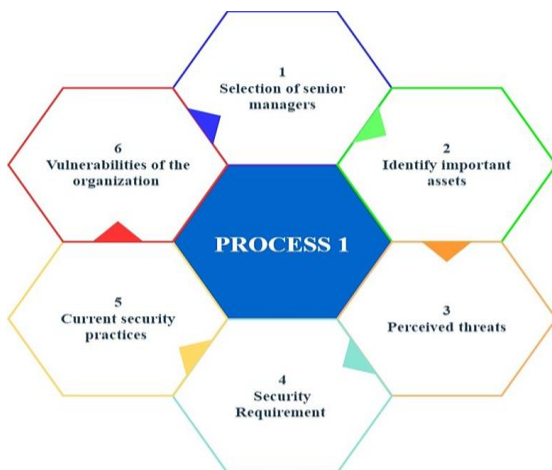 1
Selection of senior
managers
2
Identify important
assets
3
Perceived threats
4
Security
Requirement
5
Current security
practices
6
Vulnerabilities of the
organization
PROCESS 1